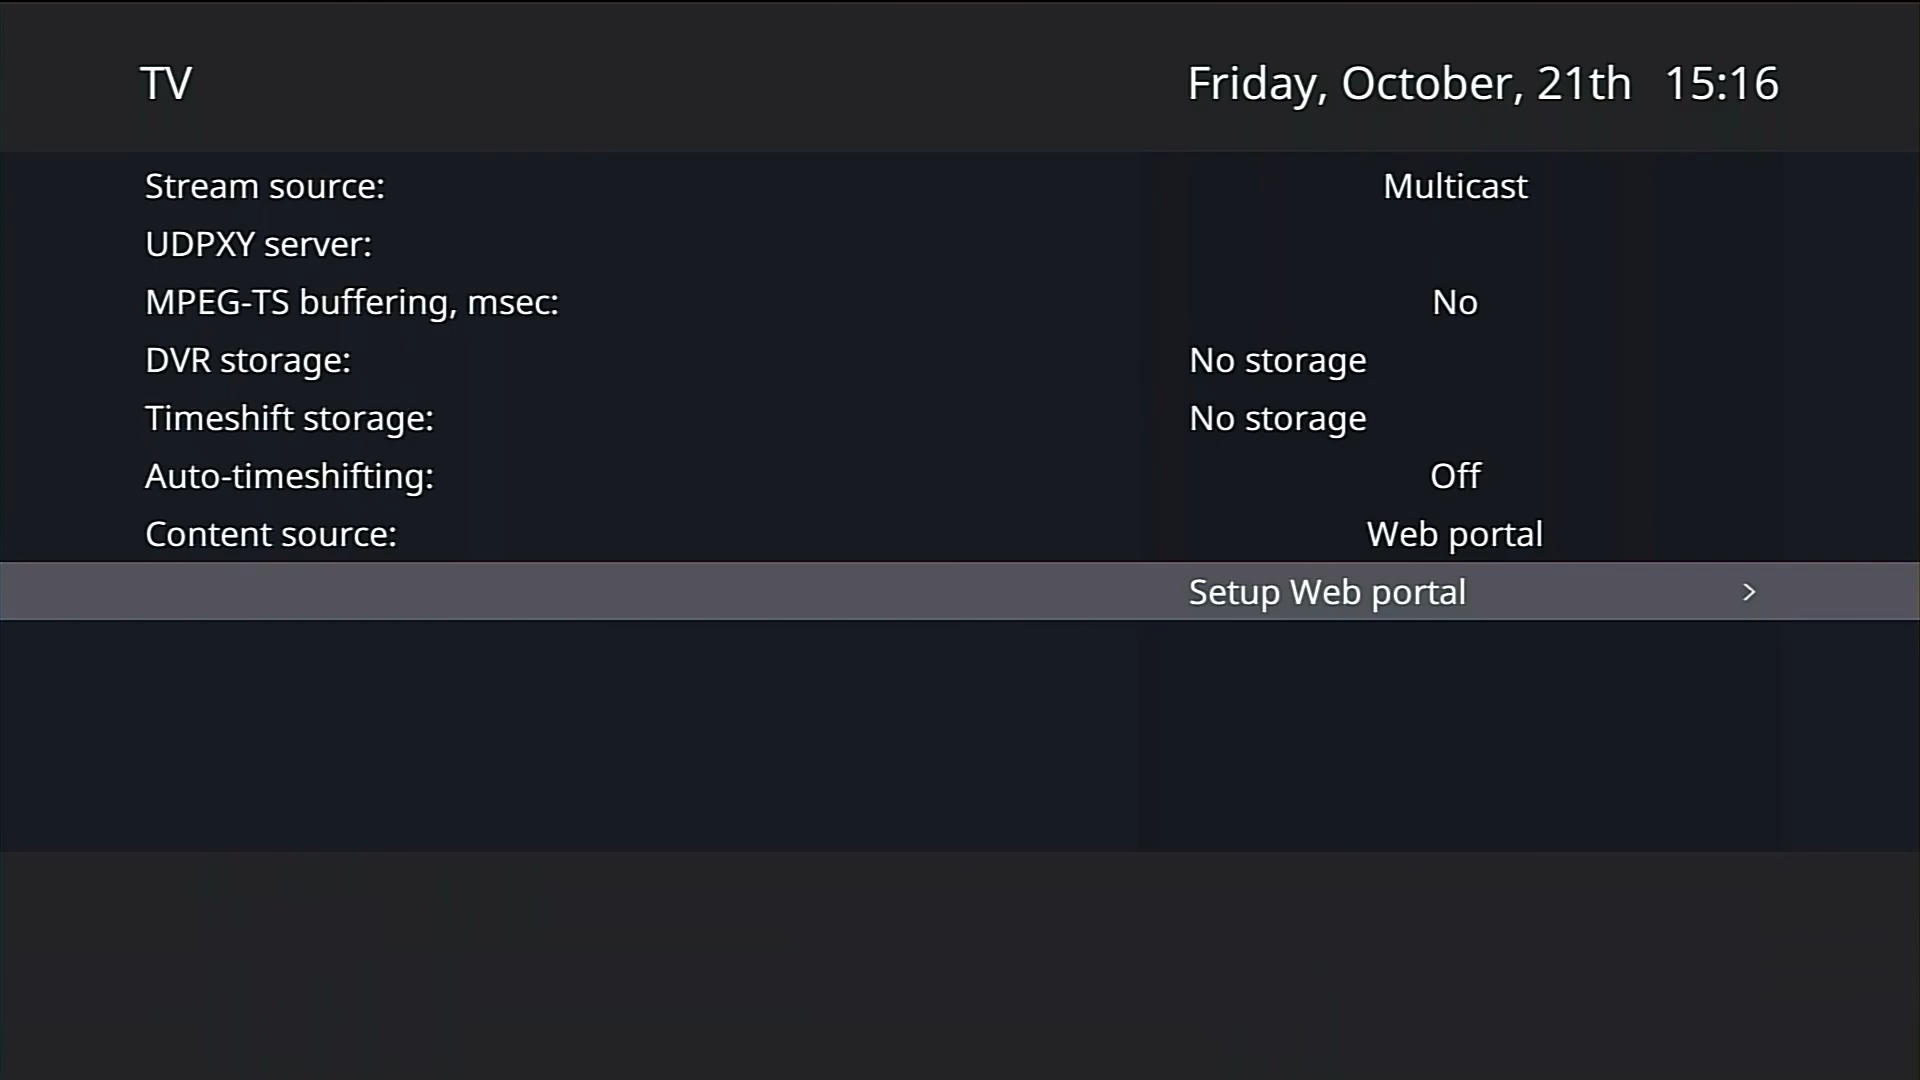 TV Friday, October, 21th 15:16
Stream source: Multicast
UDPXY server:
MPEG-TS buffering, msec: No
DVR storage: No storage
Timeshift storage: No storage
Auto-timeshifting: Off
Content source: Web portal
Setup Web portal >